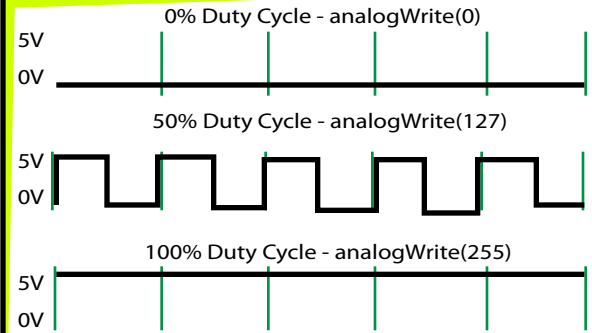 0% Duty Cycle - analogWrite(0)
5V
0V
50% Duty Cycle - analogWrite(127)
5V
0V
100% Duty Cycle - analogWrite(255)
5V
0V